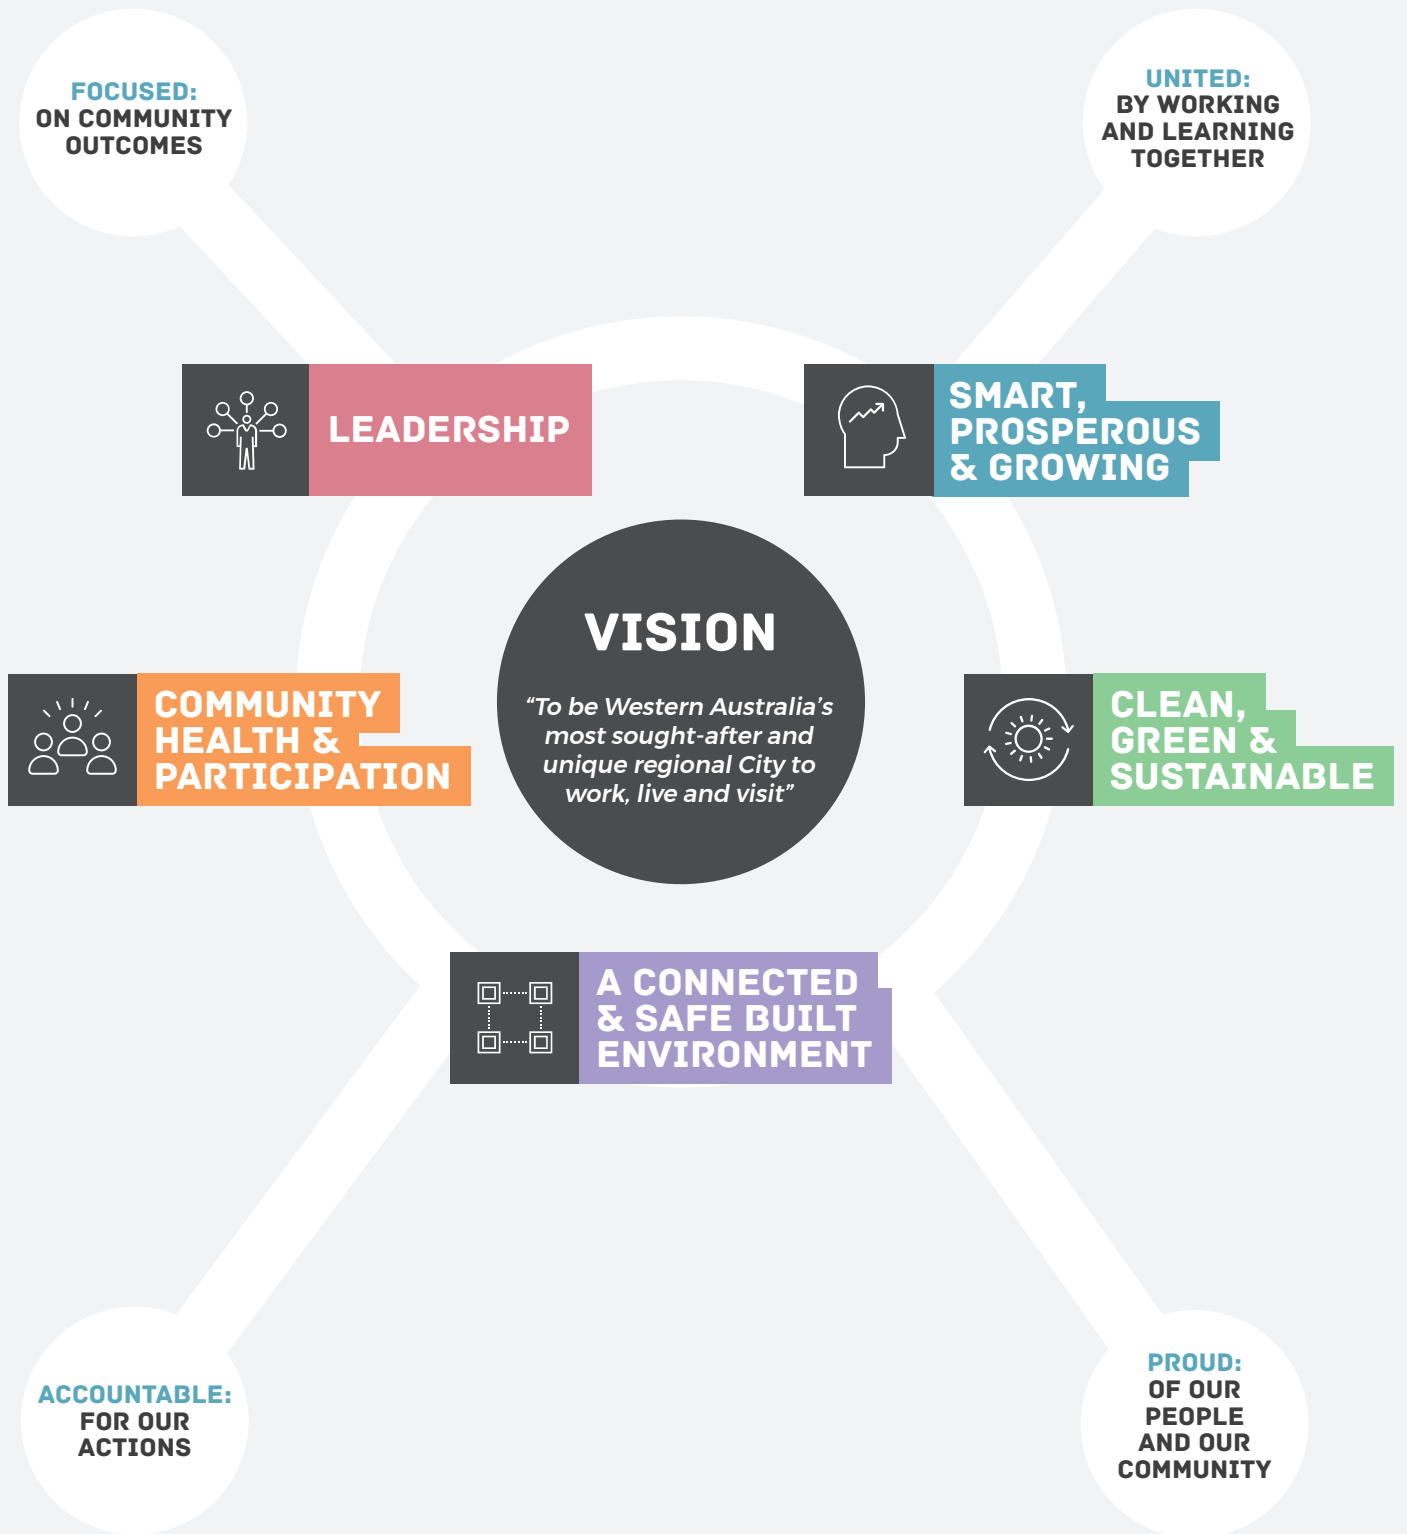 FOCUSED:
ON COMMUNITY
OUTCOMES
UNITED:
BY WORKING
AND LEARNING
TOGETHER
LEADERSHIP
SMART,
PROSPEROUS
& GROWING
VISION
“To be Western Australia’s
most sought-after and
unique regional City to
work, live and visit”
COMMUNITY
HEALTH &
PARTICIPATION
CLEAN,
GREEN &
SUSTAINABLE
A CONNECTED
& SAFE BUILT
ENVIRONMENT
ACCOUNTABLE:
FOR OUR
ACTIONS
PROUD:
OF OUR
PEOPLE
AND OUR
COMMUNITY